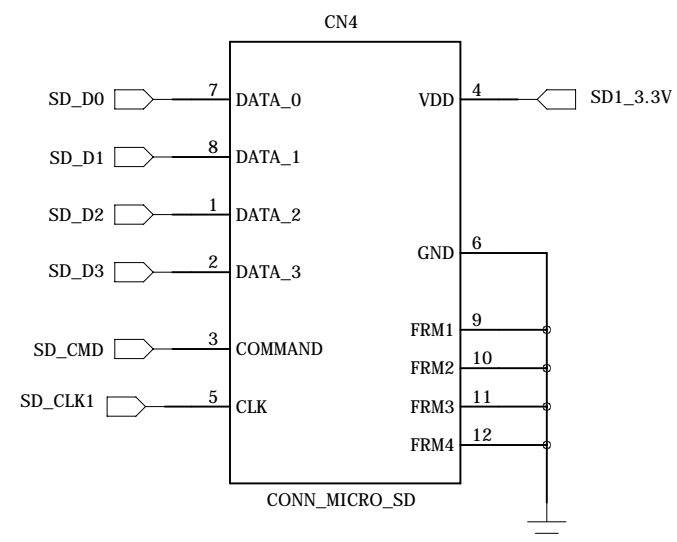 CN4
SD_D0 7 DATA_0 VDD 4 SD1_3.3V
SD_D1 8 DATA_1
SD_D2 1 DATA_2
GND 6
SD_D3 2 DATA_3
FRM1 9
SD_CMD 3 COMMAND
FRM2 10
SD_CLK1 5 CLK FRM3 11
FRM4 12
CONN_MICRO_SD